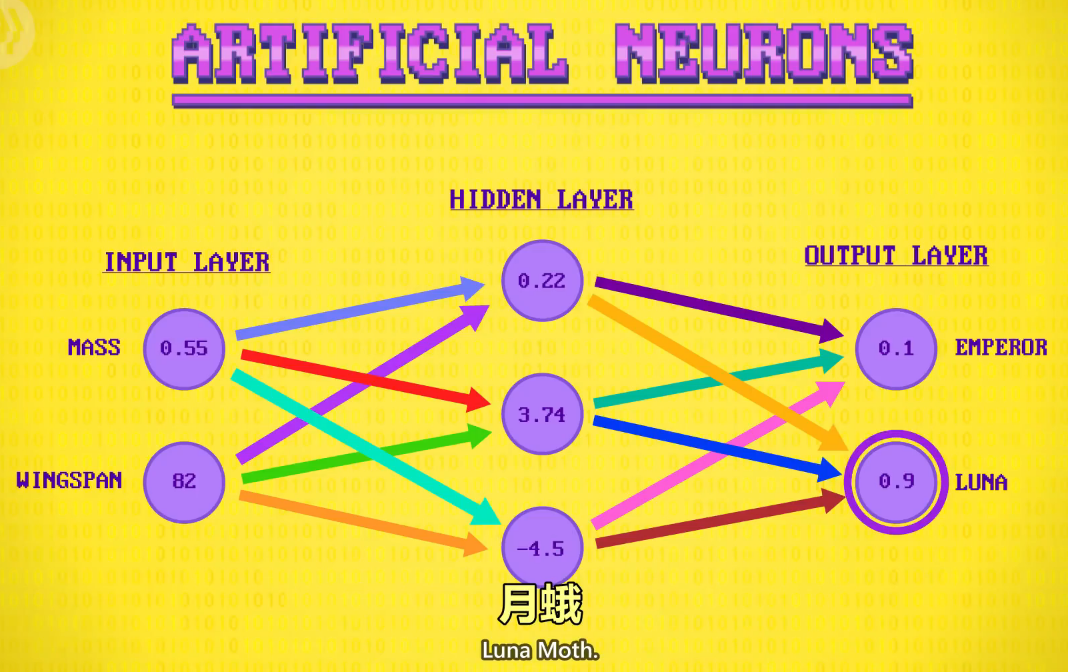 ARTIFICIAL NEURONS
HIDDEN LAYER
INPUT LAYER
OUTPUT LAYER
0.22
MASS 0.55
0.1 EMPEROR
3.74
WINGSPAN 82
0.9 LUNA
-4.5
月蛾
Luna Moth.